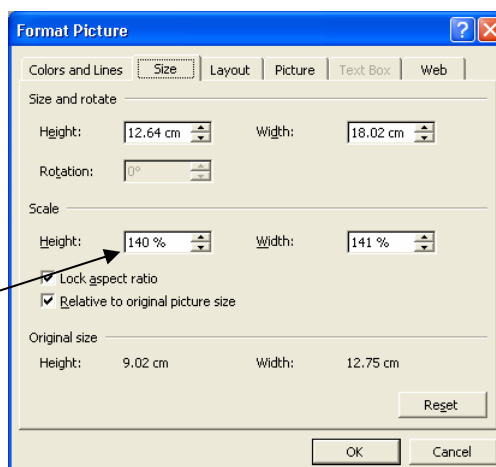 Format Picture
Colors and Lines Size Layout Picture Text Box Web
Size and rotate
Height: 12.64 cm Width: 18.02 cm
Rotation: 0°
Scale
Height: 140 % Width: 141 %
Lock aspect ratio
Relative to original picture size
Original size
Height: 9.02 cm Width: 12.75 cm
Reset
OK Cancel